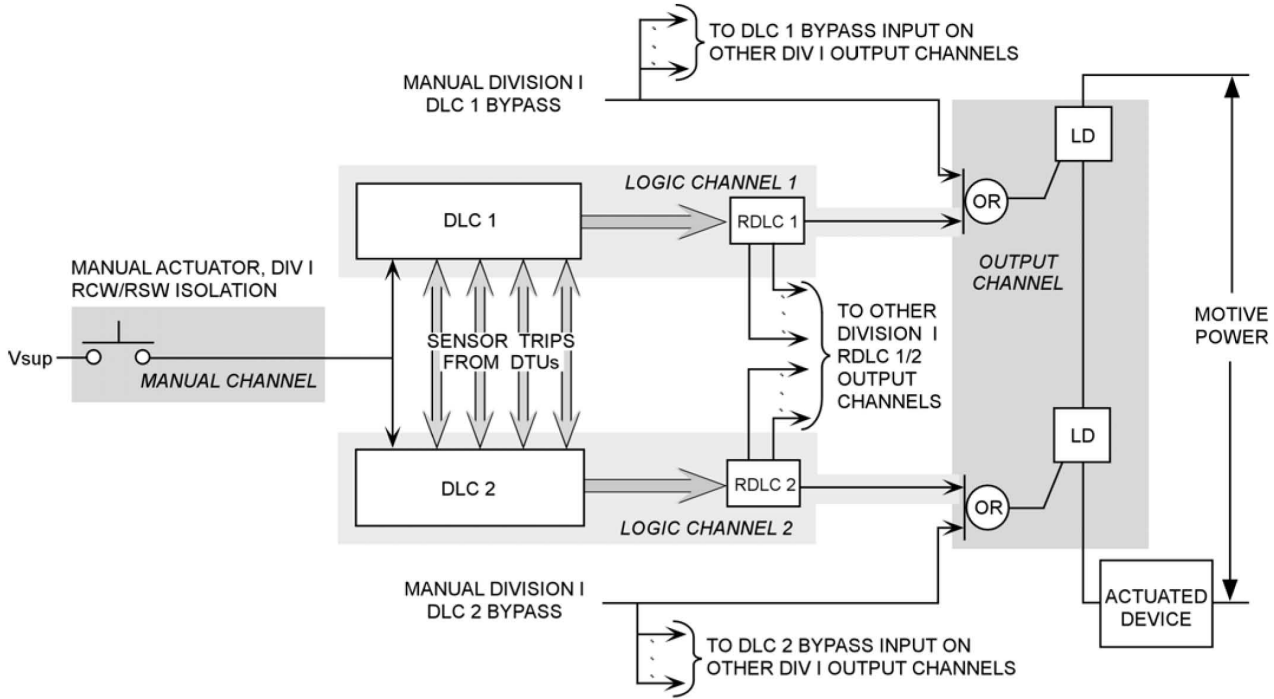 TO DLC 1 BYPASS INPUT ON
OTHER DIV I OUTPUT CHANNELS
MANUAL DIVISION I
DLC 1 BYPASS
LD
LOGIC CHANNEL 1
DLC 1
RDLC 1
OR
OUTPUT
CHANNEL
MANUAL ACTUATOR, DIV I
RCW/RSW ISOLATION
Vsup
MANUAL CHANNEL
SENSOR TRIPS
FROM DTUs
TO OTHER
DIVISION I
RDLC 1/2
OUTPUT
CHANNELS
MOTIVE
POWER
LD
DLC 2
RDLC 2
OR
LOGIC CHANNEL 2
MANUAL DIVISION I
DLC 2 BYPASS
ACTUATED
DEVICE
TO DLC 2 BYPASS INPUT ON
OTHER DIV I OUTPUT CHANNELS